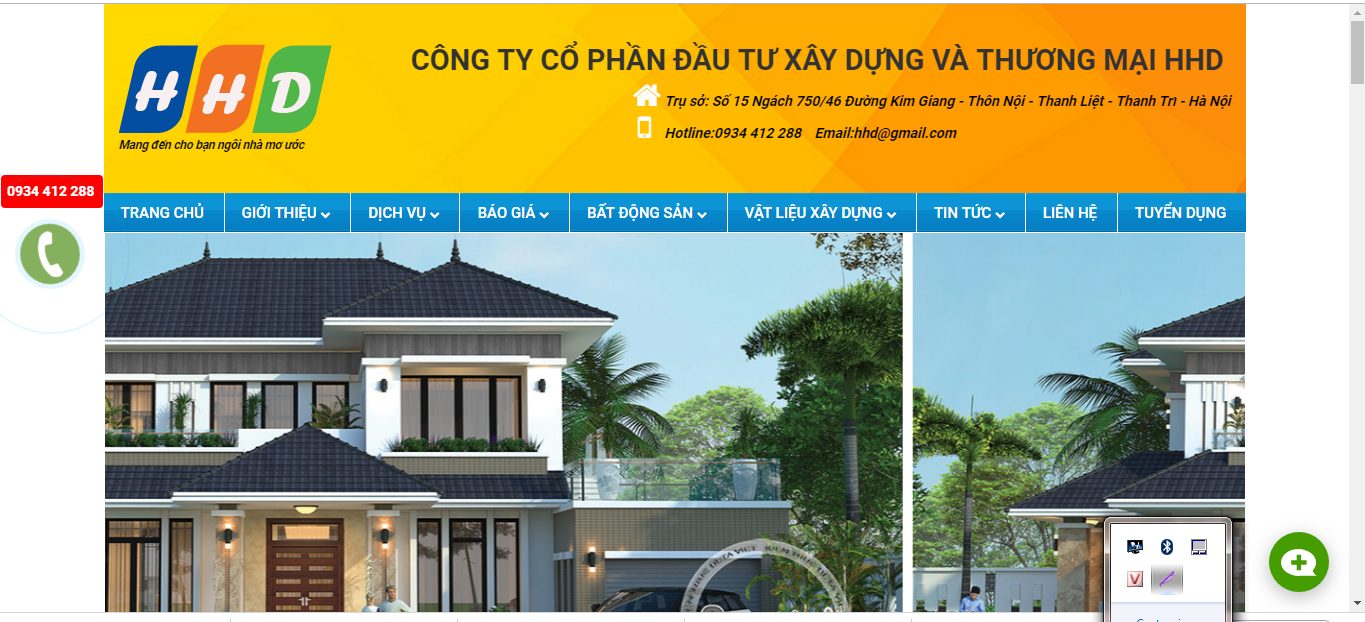 CÔNG TY CỔ PHẦN ĐẦU TƯ XÂY DỰNG VÀ THƯƠNG MẠI HHD
HHD
Trụ sở: Số 15 Ngách 750/46 Đường Kim Giang - Thôn Nội - Thanh Liệt - Thanh Trì - Hà Nội
Hotline:0934 412 288 Email:hhd@gmail.com
Mang đến cho bạn ngôi nhà mơ ước
0934 412 288
TRANG CHỦ GIỚI THIỆU DỊCH VỤ BÁO GIÁ BẤT ĐỘNG SẢN VẬT LIỆU XÂY DỰNG TIN TỨC LIÊN HỆ TUYỂN DỤNG
V